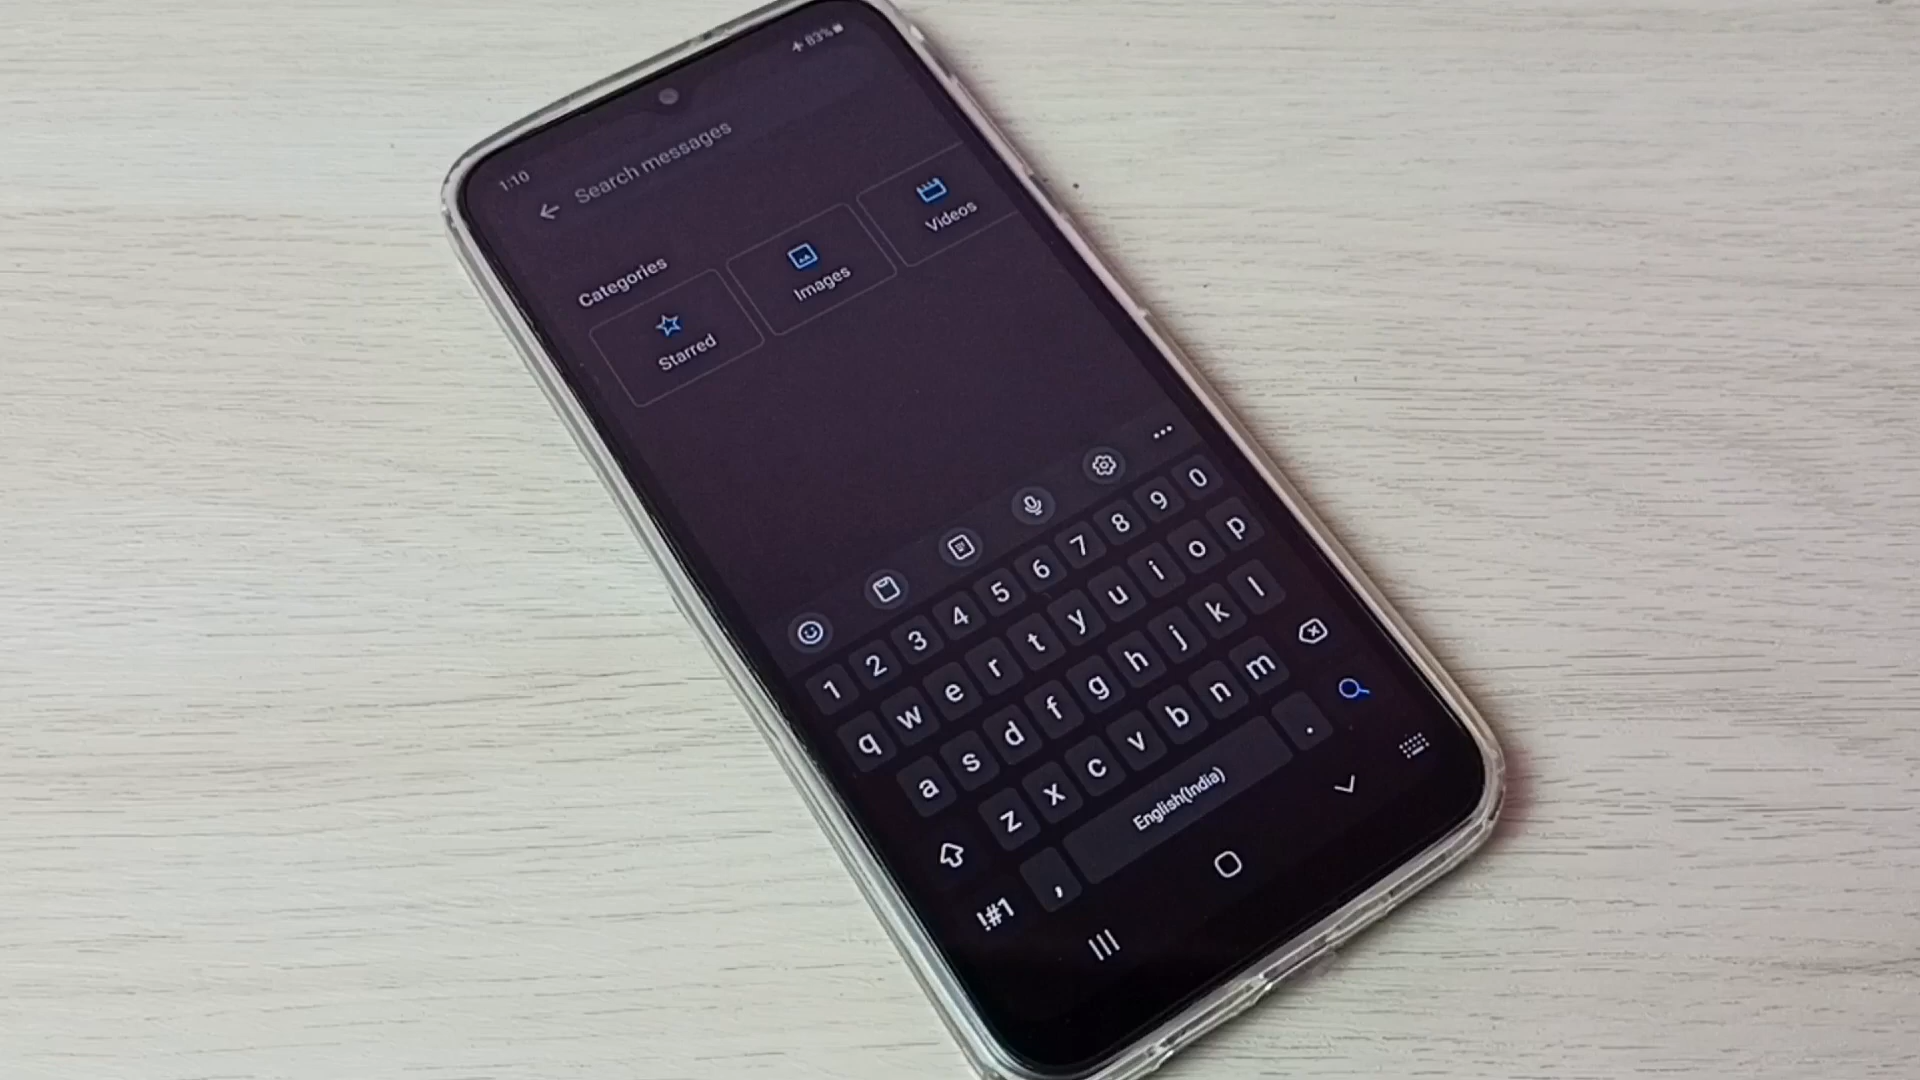 1:10
83%
Search messages
Categories
Starred
Images
Videos
1 2 3 4 5 6 7 8 9 0
q w e r t y u i o p
a s d f g h j k l
z x c v b n m
!#1 , English(India) .